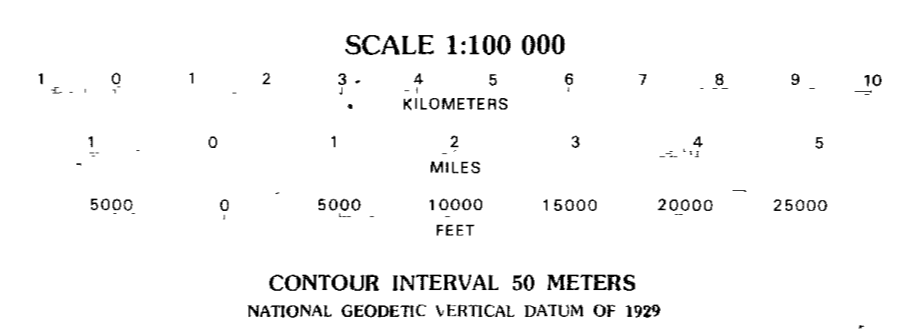 SCALE 1:100 000
1 0 1 2 3 4 5 6 7 8 9 10
KILOMETERS
1 0 1 2 3 4 5
MILES
5000 0 5000 10000 15000 20000 25000
FEET
CONTOUR INTERVAL 50 METERS
NATIONAL GEODETIC VERTICAL DATUM OF 1929